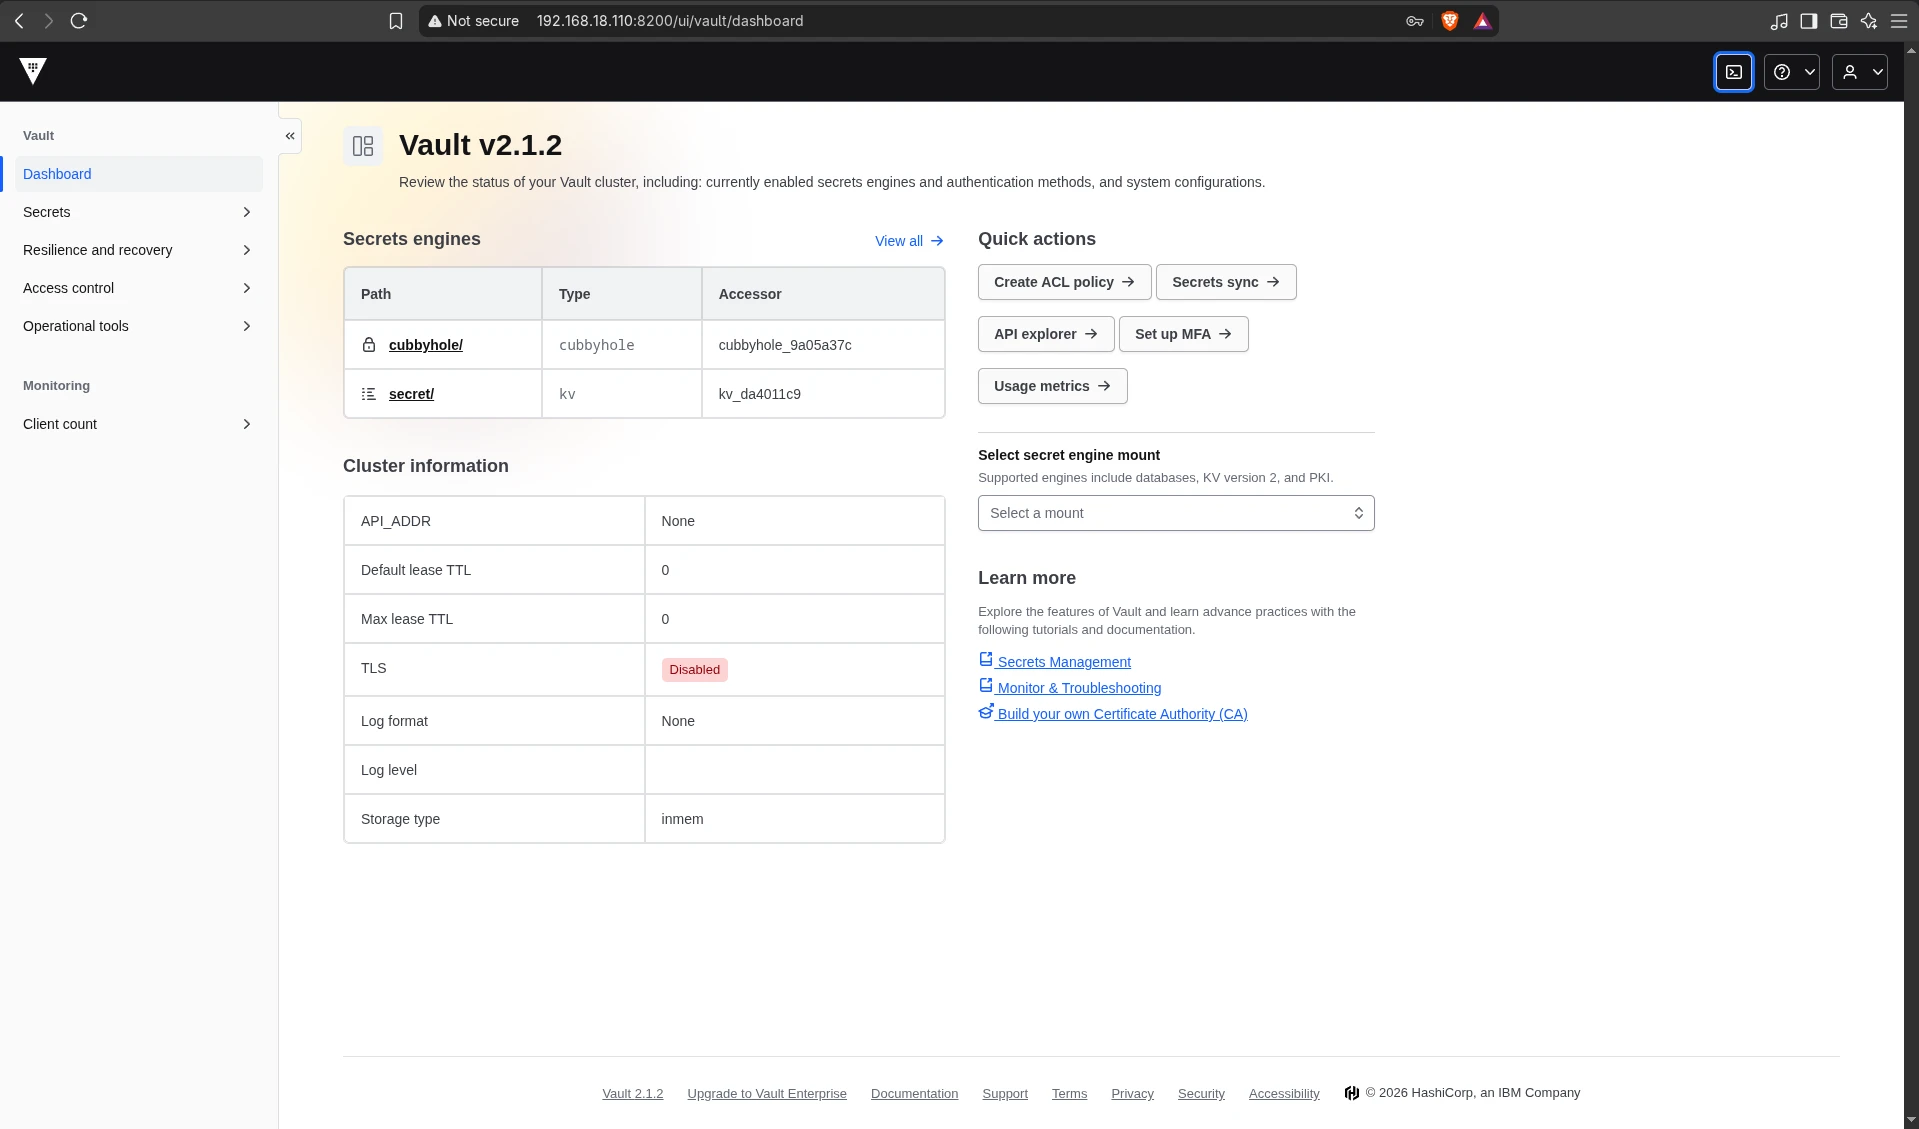 Not secure 192.168.18.110:8200/ui/vault/dashboard
Vault
Dashboard
Secrets
Resilience and recovery
Access control
Operational tools
Monitoring
Client count
Vault v2.1.2
Review the status of your Vault cluster, including: currently enabled secrets engines and authentication methods, and system configurations.
Secrets engines
View all
Path Type Accessor
cubbyhole/ cubbyhole cubbyhole_9a05a37c
secret/ kv kv_da4011c9
Cluster information
API_ADDR None
Default lease TTL 0
Max lease TTL 0
TLS Disabled
Log format None
Log level
Storage type inmem
Quick actions
Create ACL policy Secrets sync
API explorer Set up MFA
Usage metrics
Select secret engine mount
Supported engines include databases, KV version 2, and PKI.
Select a mount
Learn more
Explore the features of Vault and learn advance practices with the
following tutorials and documentation.
Secrets Management
Monitor & Troubleshooting
Build your own Certificate Authority (CA)
Vault 2.1.2 Upgrade to Vault Enterprise Documentation Support Terms Privacy Security Accessibility © 2026 HashiCorp, an IBM Company